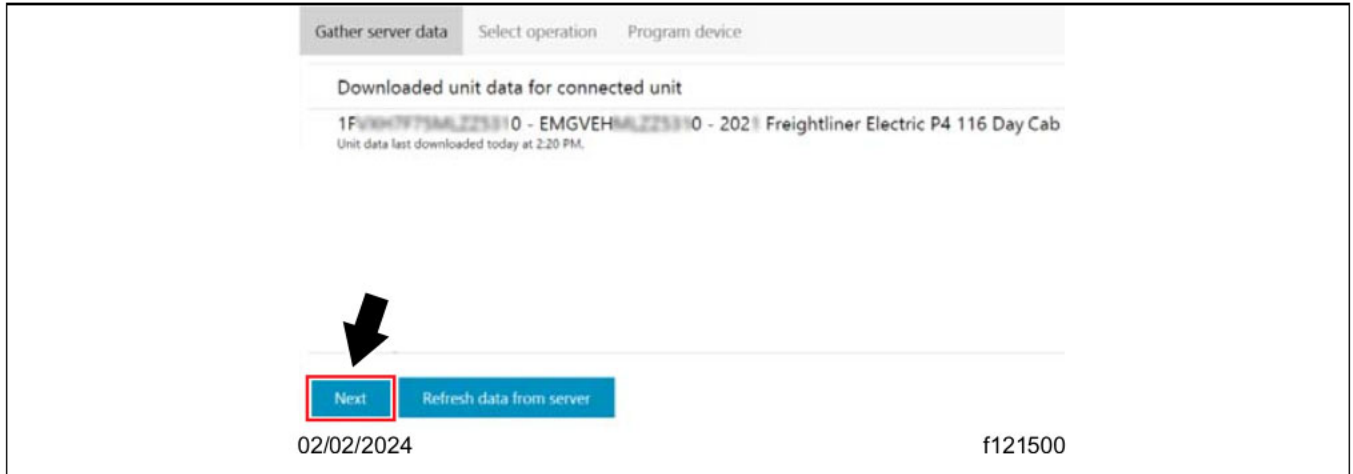 Gather server data Select operation Program device
Downloaded unit data for connected unit
1F 0 - EMGVEH 0 - 202 Freightliner Electric P4 116 Day Cab
Unit data last downloaded today at 2:20 PM.
Next Refresh data from server
02/02/2024 f121500